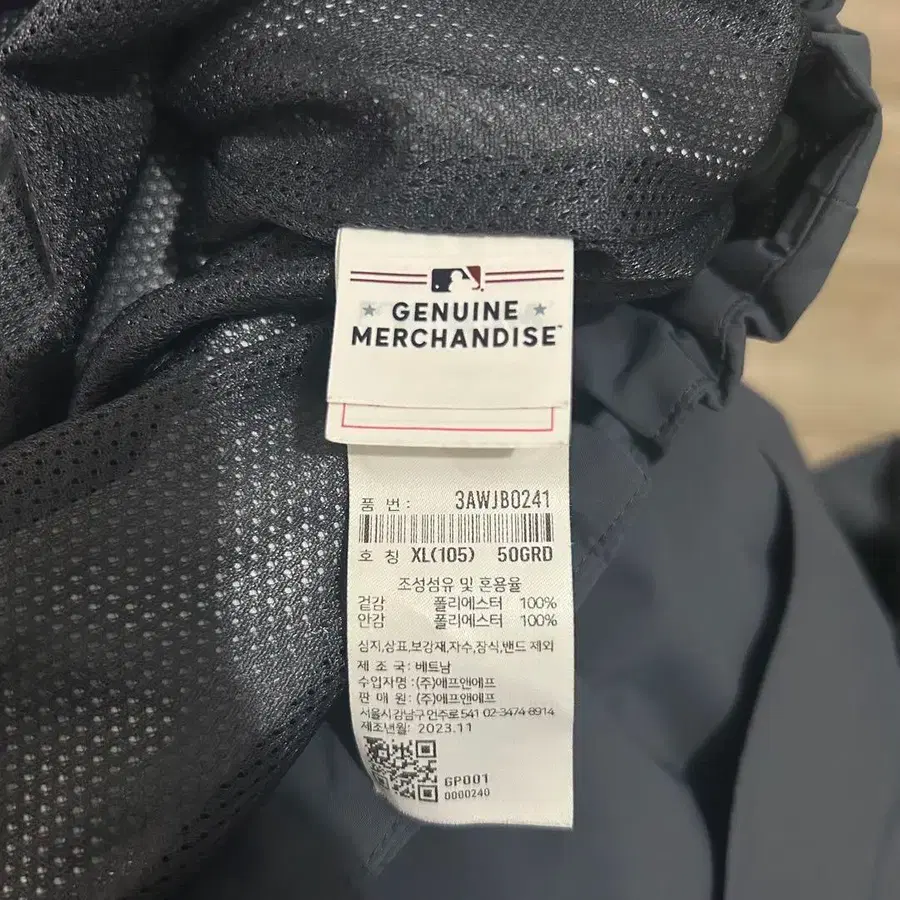 GENUINE
MERCHANDISE™
품 번 : 3AWJB0241
호 칭 XL(105) 50GRD
조성섬유 및 혼용율
겉감 폴리에스터 100%
안감 폴리에스터 100%
심지,상표,보강재,자수,장식,밴드 제외
제 조 국 : 베트남
수입자명 : (주)에프앤에프
판 매 원 : (주)에프앤에프
서울시강남구언주로541 02-3474-8914
제조년월: 2023.11
GP001
0000240